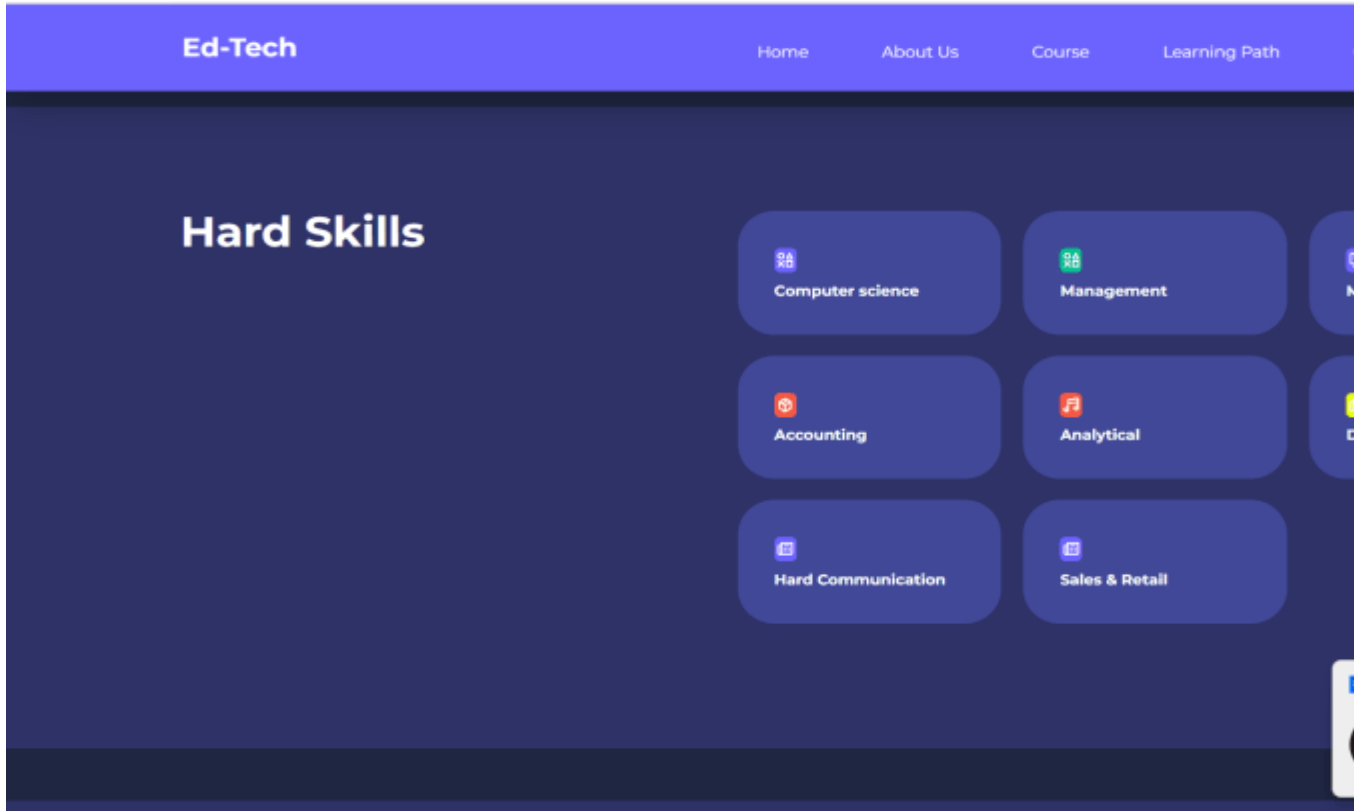 Ed-Tech
Home About Us Course Learning Path
Hard Skills
Computer science Management
Accounting Analytical
Hard Communication Sales & Retail